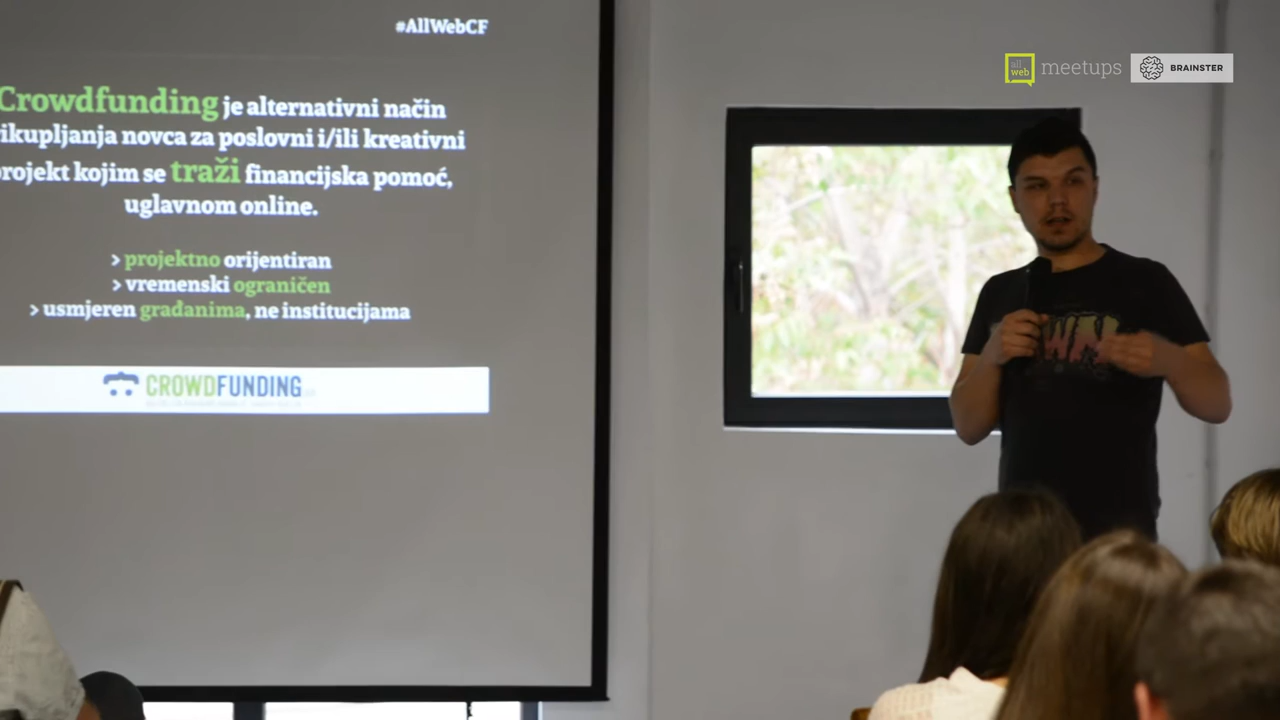 #AllWebCF
all web meetups BRAINSTER
Crowdfunding je alternativni način
ikupljanja novca za poslovni i/ili kreativni
rojekt kojim se traži financijska pomoć,
uglavnom online.
> projektno orijentiran
> vremenski ograničen
> usmjeren građanima, ne institucijama
CROWDFUNDING